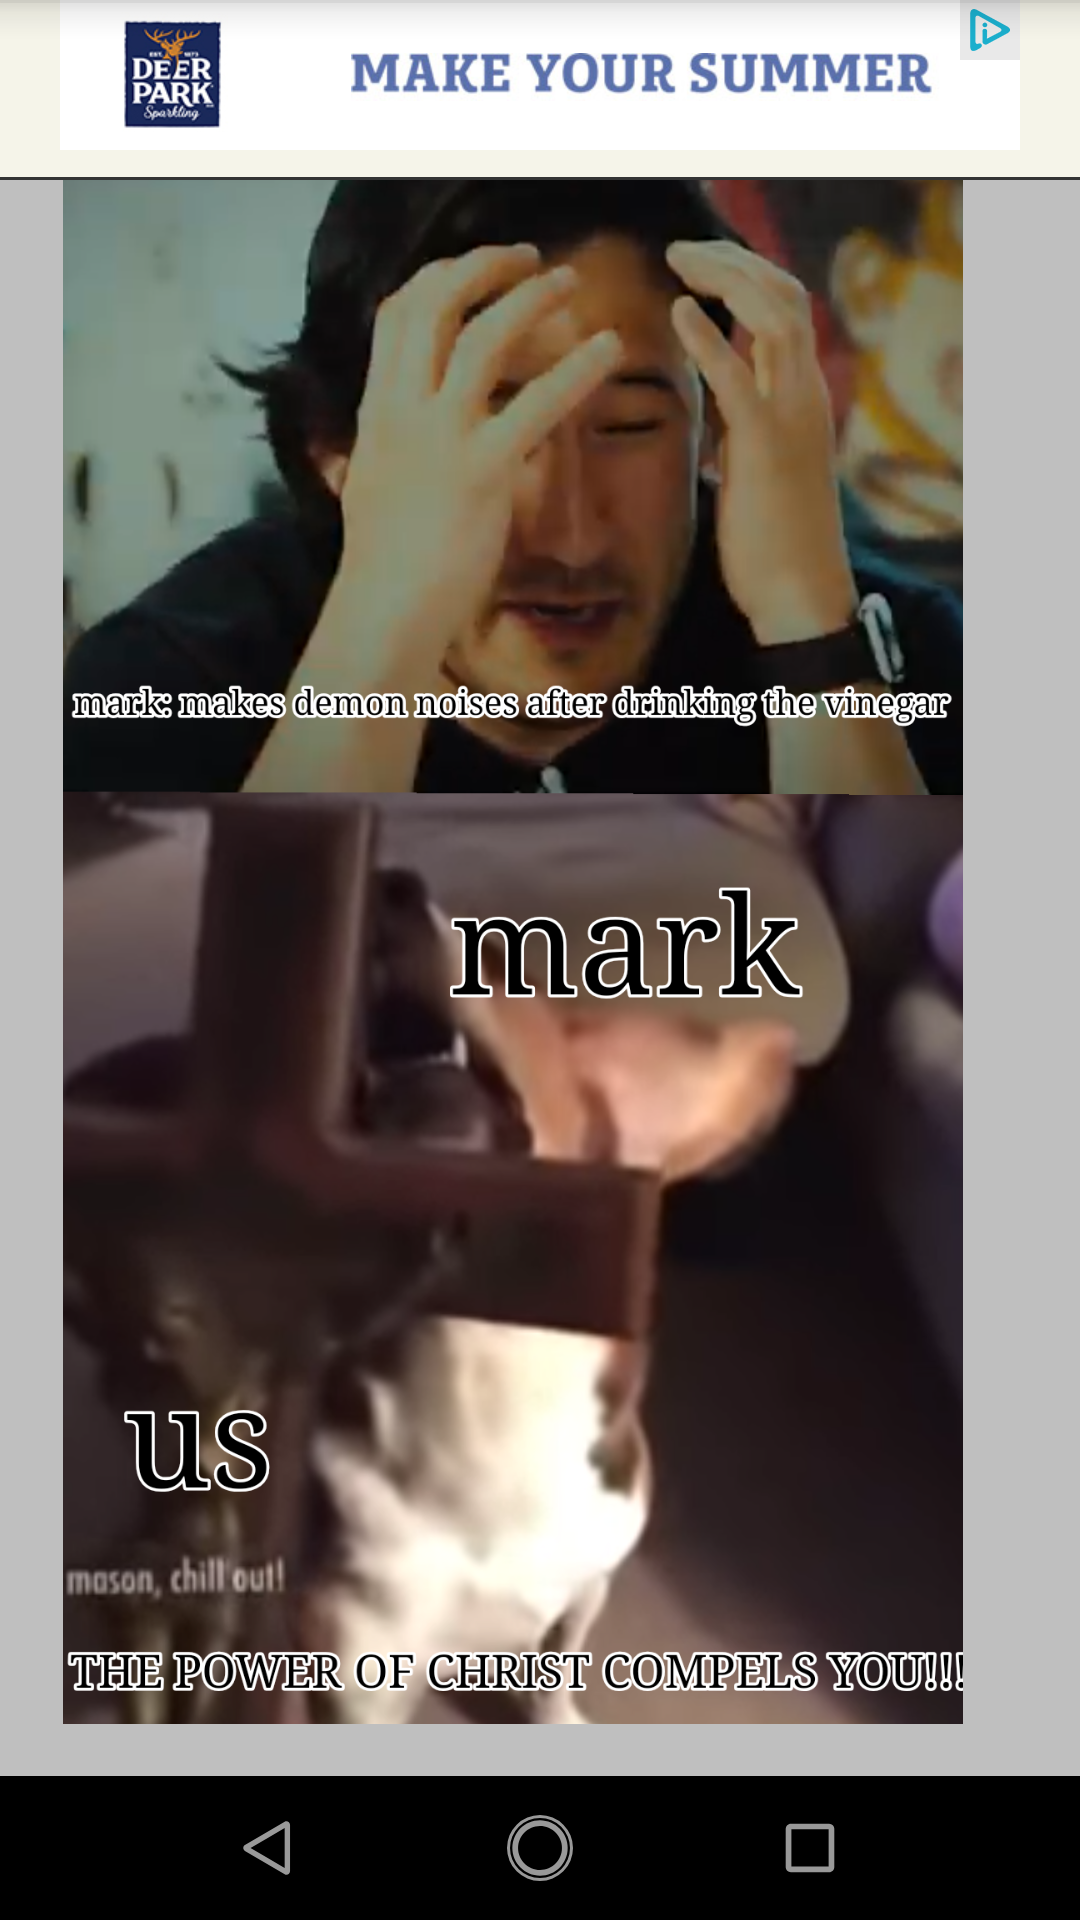 EST. 1873
DEER
PARK
Sparkling
MAKE YOUR SUMMER
mark: makes demon noises after drinking the vinegar
mark
us
mason, chill out!
THE POWER OF CHRIST COMPELS YOU!!!